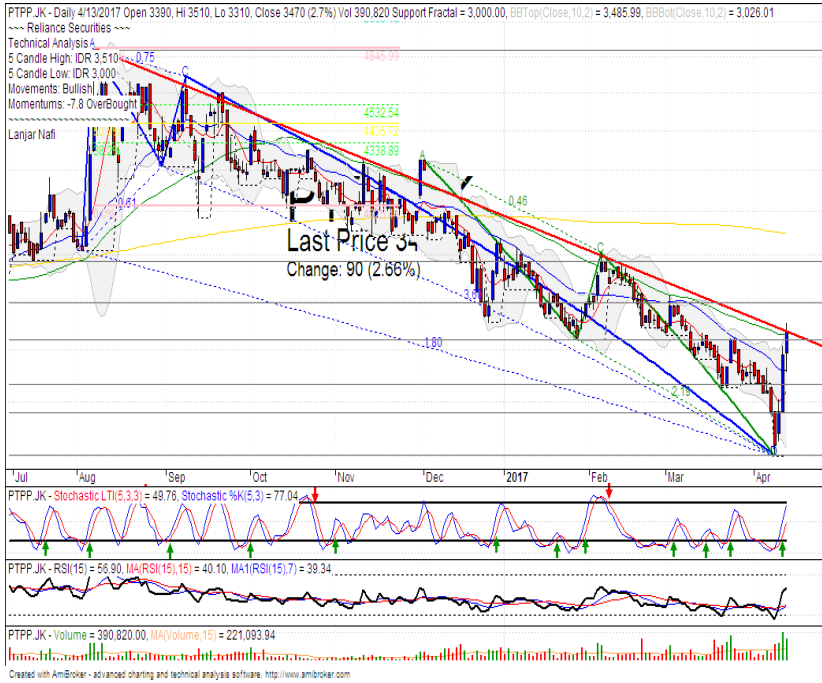 PTPP.JK - Daily 4/13/2017 Open 3390, Hi 3510, Lo 3310, Close 3470 (2.7%) Vol 390,820 Support Fractal = 3,000.00, BBTop(Close,10,2) = 3,485.99, BBBot(Close,10,2) = 3,026.01
~~~ Reliance Securities ~~~
Technical Analysis A
5 Candle High: IDR 3,510
5 Candle Low: IDR 3,000
Movements: Bullish
Momentums: -7.8 OverBought
Lanjar Nafi
0.75
C
4845.99
4532.54
4435.72
4338.89
0.61
A
0.46
Last Price 34
Change: 90 (2.66%)
C
1.80
2.19
Jul Aug Sep Oct Nov Dec 2017 Feb Mar Apr
PTPP.JK - Stochastic LTI(5,3,3) = 49.76, Stochastic %K(5,3) = 77.04
PTPP.JK - RSI(15) = 56.90, MA(RSI(15),15) = 40.10, MA1(RSI(15),7) = 39.34
PTPP.JK - Volume = 390,820.00, MA(Volume,15) = 221,093.94
Created with AmiBroker - advanced charting and technical analysis software. http://www.amibroker.com